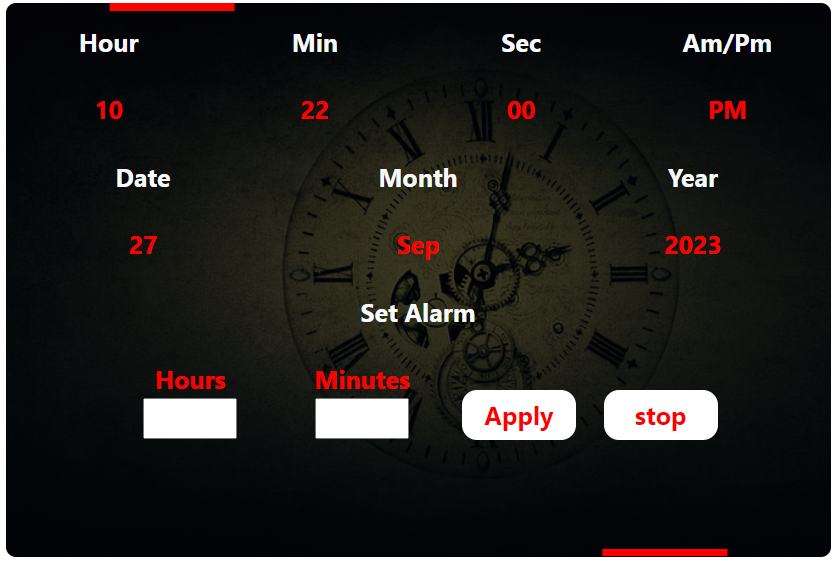 Hour Min Sec Am/Pm
10 22 00 PM
Date Month Year
27 Sep 2023
Set Alarm
Hours Minutes
Apply stop